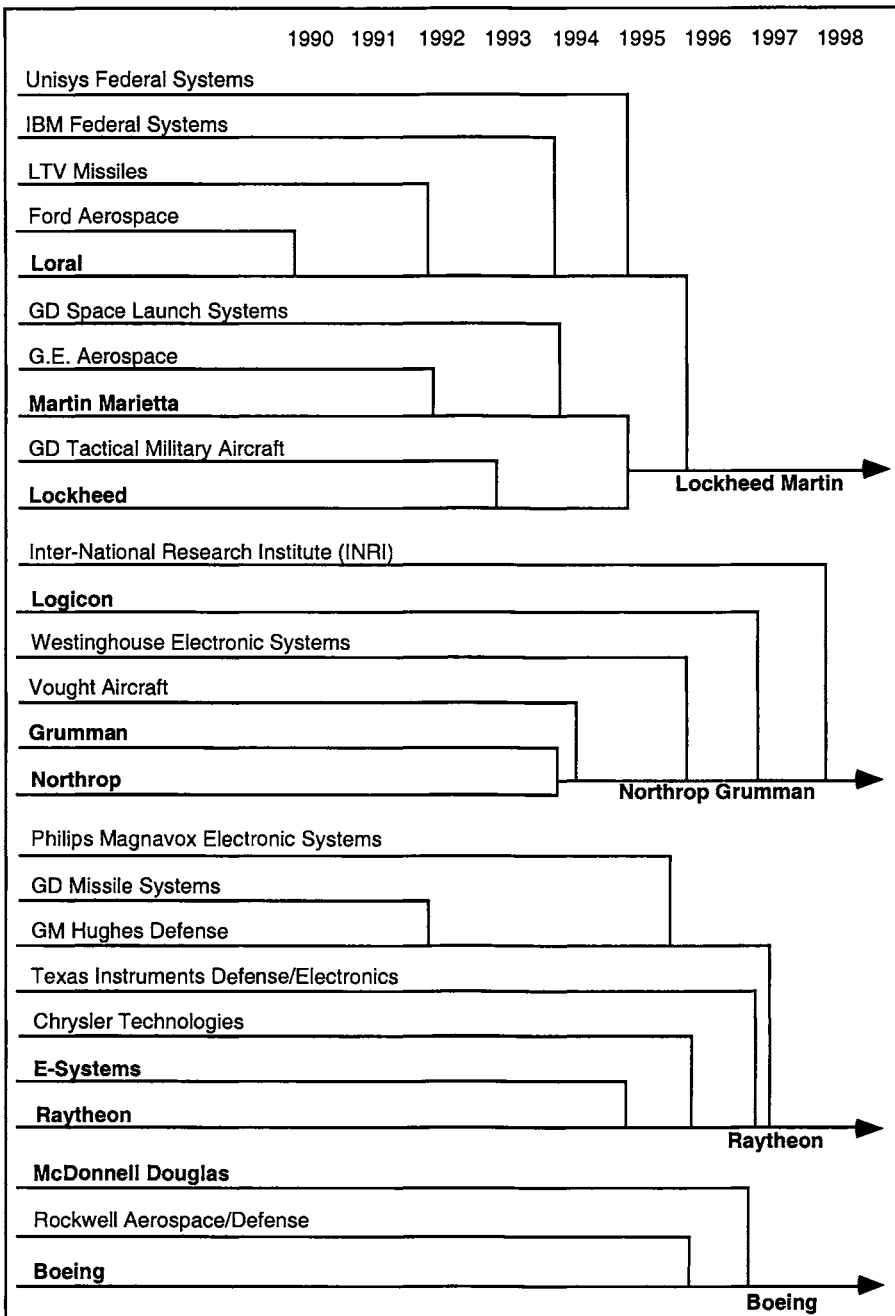 1990 1991 1992 1993 1994 1995 1996 1997 1998
Unisys Federal Systems
IBM Federal Systems
LTV Missiles
Ford Aerospace
Loral
GD Space Launch Systems
G.E. Aerospace
Martin Marietta
GD Tactical Military Aircraft
Lockheed Martin
Lockheed
Inter-National Research Institute (INRI)
Logicon
Westinghouse Electronic Systems
Vought Aircraft
Grumman
Northrop
Northrop Grumman
Philips Magnavox Electronic Systems
GD Missile Systems
GM Hughes Defense
Texas Instruments Defense/Electronics
Chrysler Technologies
E-Systems
Raytheon
Raytheon
McDonnell Douglas
Rockwell Aerospace/Defense
Boeing
Boeing